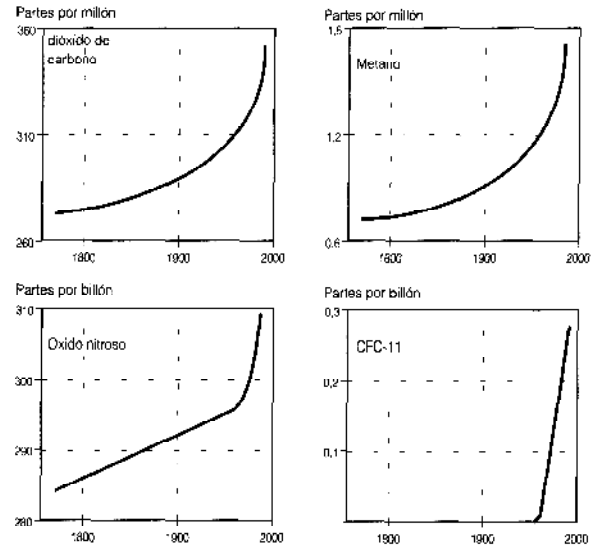 Partes por millón
360
dióxido de
carbono
310
260
1800
1900
2000
Partes por millón
1,8
Metano
1,2
0,6
1800
1900
2000
Partes por billón
310
Oxido nitroso
300
290
280
1800
1900
2000
Partes por billón
0,3
CFC-11
0,2
0,1
1800
1900
2000